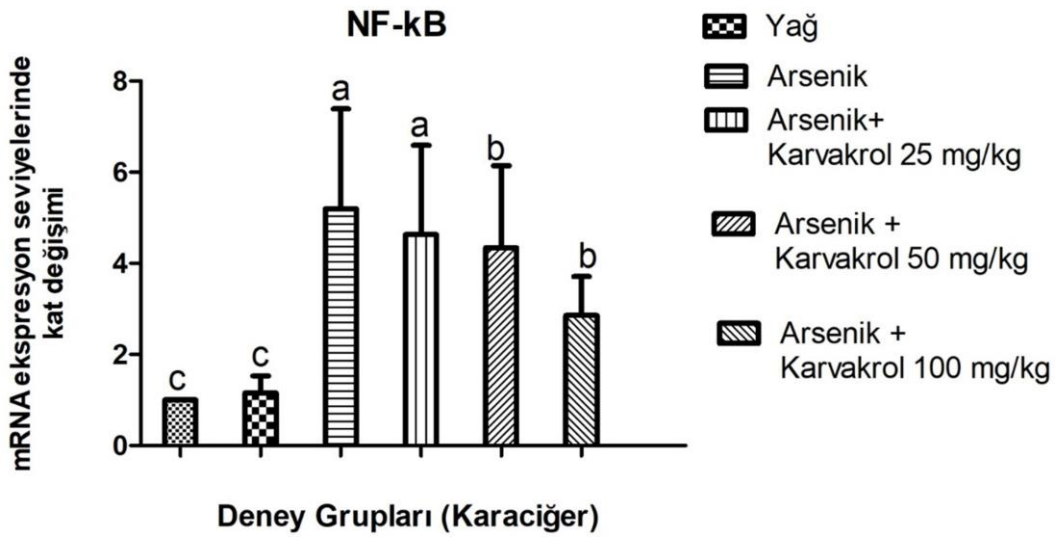 NF-kB
mRNA ekspresyon seviyelerinde
kat değişimi
8
6
4
2
0
c
c
a
a
b
b
Deney Grupları (Karaciğer)
Yağ
Arsenik
Arsenik+
Karvakrol 25 mg/kg
Arsenik +
Karvakrol 50 mg/kg
Arsenik +
Karvakrol 100 mg/kg